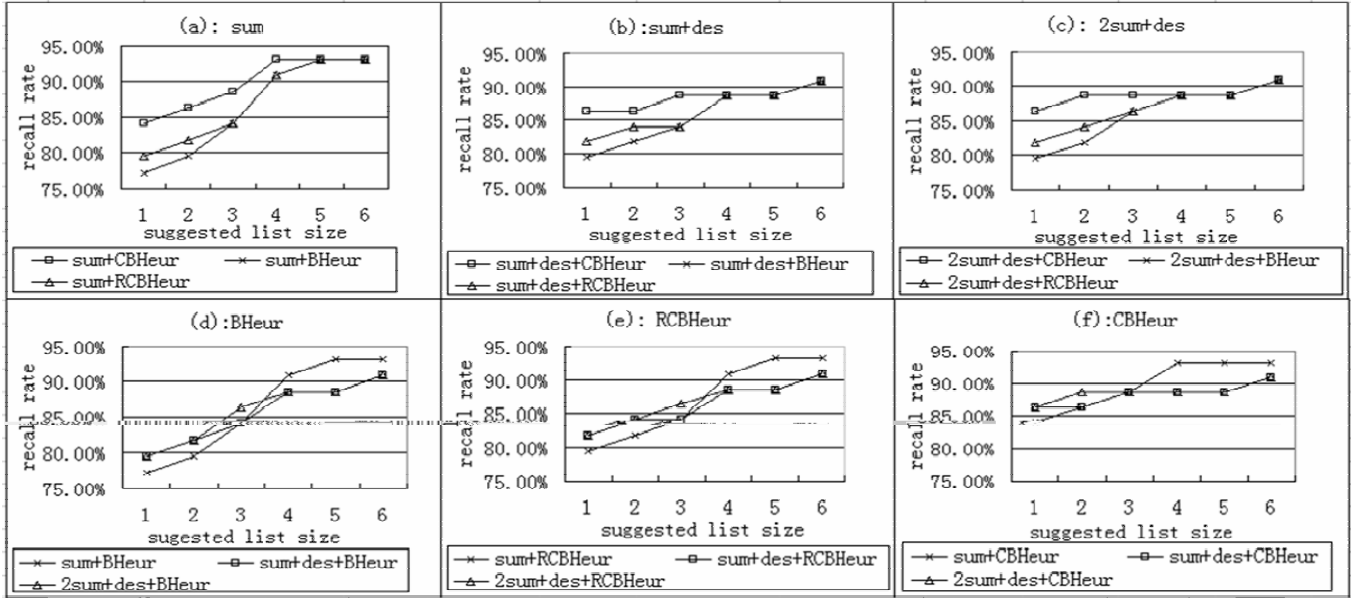 (a): sum
95.00%
90.00%
85.00%
80.00%
75.00%
recall rate
1 2 3 4 5 6
suggested list size
sum+CBHeur sum+BHeur
sum+RCBHeur
(b):sum+des
95.00%
90.00%
85.00%
80.00%
75.00%
recall rate
1 2 3 4 5 6
suggested list size
sum+des+CBHeur sum+des+BHeur
sum+des+RCBHeur
(c): 2sum+des
95.00%
90.00%
85.00%
80.00%
75.00%
recall rate
1 2 3 4 5 6
suggested list size
2sum+des+CBHeur 2sum+des+BHeur
2sum+des+RCBHeur
(d):BHeur
95.00%
90.00%
85.00%
80.00%
75.00%
recall rate
1 2 3 4 5 6
sugested list size
sum+BHeur sum+des+BHeur
2sum+des+BHeur
(e): RCBHeur
95.00%
90.00%
85.00%
80.00%
75.00%
recall rate
1 2 3 4 5 6
suggested list size
sum+RCBHeur sum+des+RCBHeur
2sum+des+RCBHeur
(f):CBHeur
95.00%
90.00%
85.00%
80.00%
75.00%
recall rate
1 2 3 4 5 6
suggested list size
sum+CBHeur sum+des+CBHeur
2sum+des+CBHeur